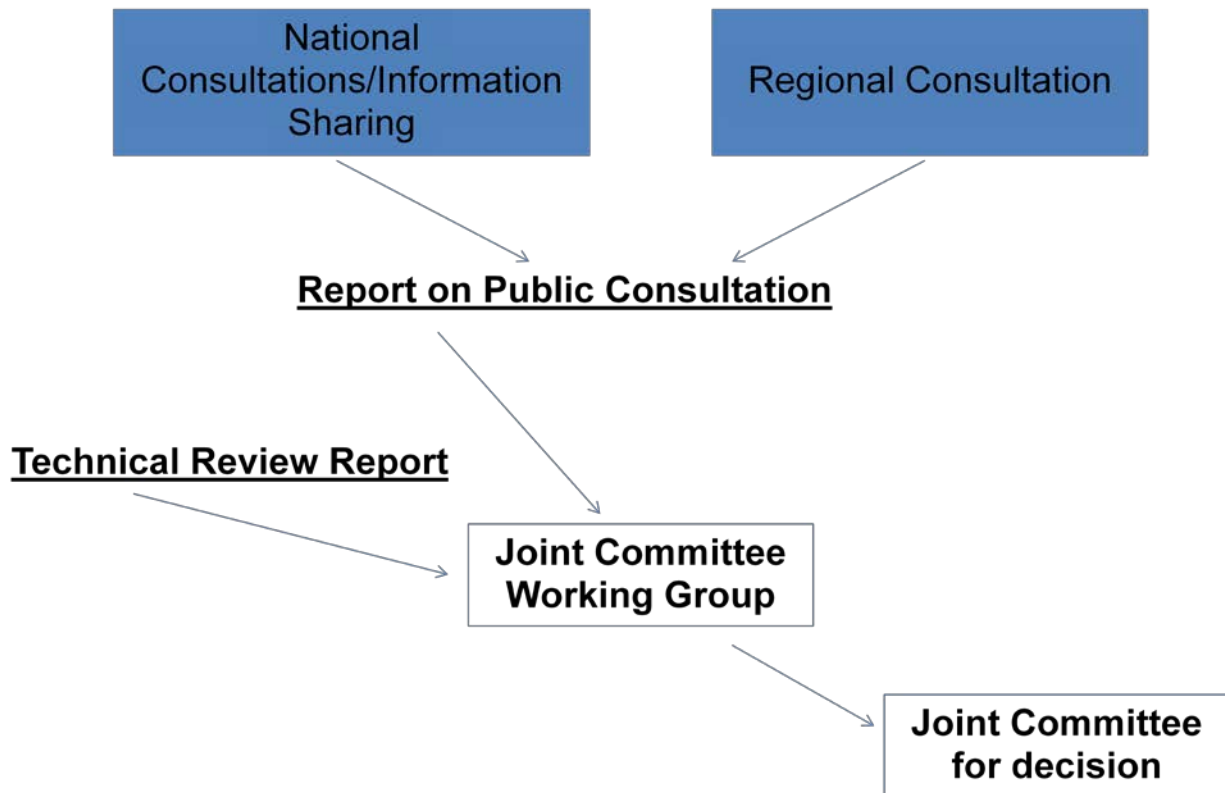 National
Consultations/Information
Sharing
Regional Consultation
Report on Public Consultation
Technical Review Report
Joint Committee
Working Group
Joint Committee
for decision